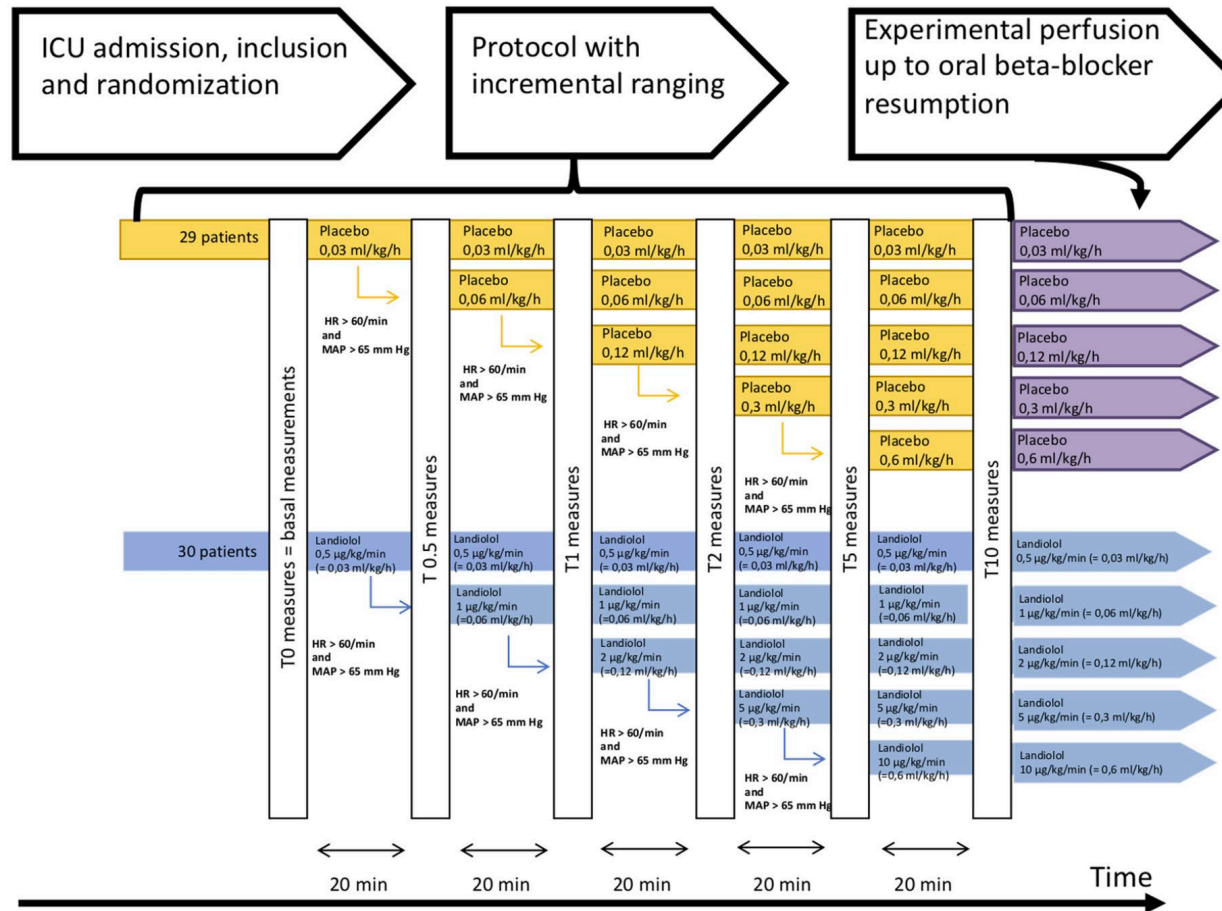 ICU admission, inclusion
and randomization
Protocol with
incremental ranging
Experimental perfusion
up to oral beta-blocker
resumption
29 patients
Placebo
0,03 ml/kg/h
Placebo
0,03 ml/kg/h
Placebo
0,03 ml/kg/h
Placebo
0,03 ml/kg/h
Placebo
0,03 ml/kg/h
Placebo
0,03 ml/kg/h
Placebo
0,06 ml/kg/h
Placebo
0,06 ml/kg/h
Placebo
0,06 ml/kg/h
Placebo
0,06 ml/kg/h
Placebo
0,06 ml/kg/h
HR > 60/min
and
MAP > 65 mm Hg
Placebo
0,12 ml/kg/h
Placebo
0,12 ml/kg/h
Placebo
0,12 ml/kg/h
Placebo
0,12 ml/kg/h
HR > 60/min
and
MAP > 65 mm Hg
Placebo
0,3 ml/kg/h
Placebo
0,3 ml/kg/h
Placebo
0,3 ml/kg/h
HR > 60/min
and
MAP > 65 mm Hg
Placebo
0,6 ml/kg/h
Placebo
0,6 ml/kg/h
HR > 60/min
and
MAP > 65 mm Hg
T0 measures = basal measurements
T 0.5 measures
T1 measures
T2 measures
T5 measures
T10 measures
30 patients
Landiolol
0,5 µg/kg/min
(= 0,03 ml/kg/h)
Landiolol
0,5 µg/kg/min
(= 0,03 ml/kg/h)
Landiolol
0,5 µg/kg/min
(= 0,03 ml/kg/h)
Landiolol
0,5 µg/kg/min
(= 0,03 ml/kg/h)
Landiolol
0,5 µg/kg/min
(= 0,03 ml/kg/h)
Landiolol
0,5 µg/kg/min (= 0,03 ml/kg/h)
Landiolol
1 µg/kg/min
(=0,06 ml/kg/h)
Landiolol
1 µg/kg/min
(=0,06 ml/kg/h)
Landiolol
1 µg/kg/min
(=0,06 ml/kg/h)
Landiolol
1 µg/kg/min
(=0,06 ml/kg/h)
Landiolol
1 µg/kg/min (= 0,06 ml/kg/h)
HR > 60/min
and
MAP > 65 mm Hg
Landiolol
2 µg/kg/min
(=0,12 ml/kg/h)
Landiolol
2 µg/kg/min
(=0,12 ml/kg/h)
Landiolol
2 µg/kg/min
(=0,12 ml/kg/h)
Landiolol
2 µg/kg/min (= 0,12 ml/kg/h)
HR > 60/min
and
MAP > 65 mm Hg
Landiolol
5 µg/kg/min
(=0,3 ml/kg/h)
Landiolol
5 µg/kg/min
(=0,3 ml/kg/h)
Landiolol
5 µg/kg/min (= 0,3 ml/kg/h)
HR > 60/min
and
MAP > 65 mm Hg
Landiolol
10 µg/kg/min
(=0,6 ml/kg/h)
Landiolol
10 µg/kg/min (= 0,6 ml/kg/h)
HR > 60/min
and
MAP > 65 mm Hg
20 min
20 min
20 min
20 min
20 min
Time